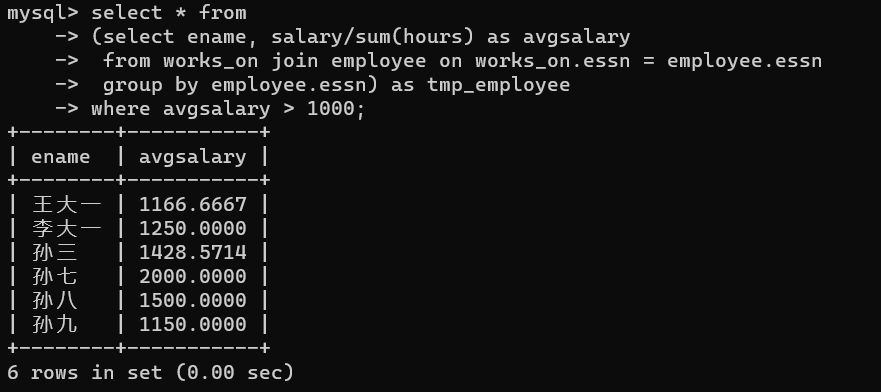 mysql> select * from
    -> (select ename, salary/sum(hours) as avgsalary
    ->  from works_on join employee on works_on.essn = employee.essn
    ->  group by employee.essn) as tmp_employee
    -> where avgsalary > 1000;
+--------+-----------+
| ename  | avgsalary |
+--------+-----------+
| 王大一 | 1166.6667 |
| 李大一 | 1250.0000 |
| 孙三   | 1428.5714 |
| 孙七   | 2000.0000 |
| 孙八   | 1500.0000 |
| 孙九   | 1150.0000 |
+--------+-----------+
6 rows in set (0.00 sec)